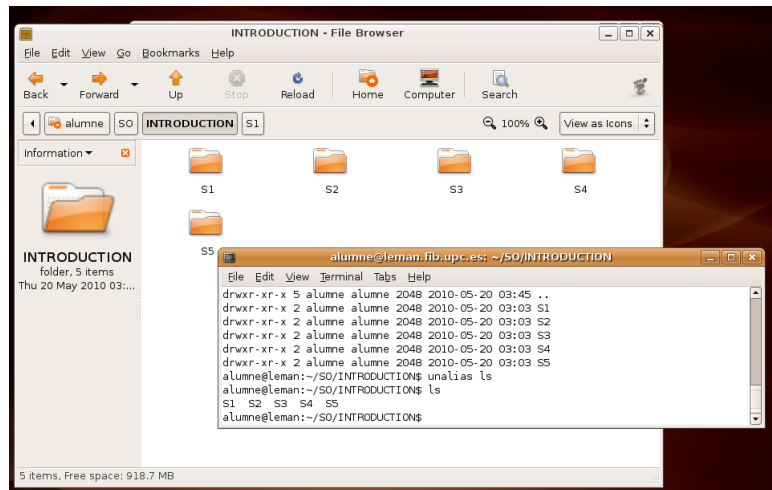 INTRODUCTION - File Browser
File Edit View Go Bookmarks Help
Back Forward Up Stop Reload Home Computer Search
alumne SO INTRODUCTION S1 100% View as Icons
Information
S1 S2 S3 S4
S5
INTRODUCTION
folder, 5 items
Thu 20 May 2010 03:...
alumne@leman.fib.upc.es: ~/SO/INTRODUCTION
File Edit View Terminal Tabs Help
drwxr-xr-x 5 alumne alumne 2048 2010-05-20 03:45 ..
drwxr-xr-x 2 alumne alumne 2048 2010-05-20 03:03 S1
drwxr-xr-x 2 alumne alumne 2048 2010-05-20 03:03 S2
drwxr-xr-x 2 alumne alumne 2048 2010-05-20 03:03 S3
drwxr-xr-x 2 alumne alumne 2048 2010-05-20 03:03 S4
drwxr-xr-x 2 alumne alumne 2048 2010-05-20 03:03 S5
alumne@leman:~/SO/INTRODUCTION$ unalias ls
alumne@leman:~/SO/INTRODUCTION$ ls
S1 S2 S3 S4 S5
alumne@leman:~/SO/INTRODUCTION$
5 items, Free space: 918.7 MB